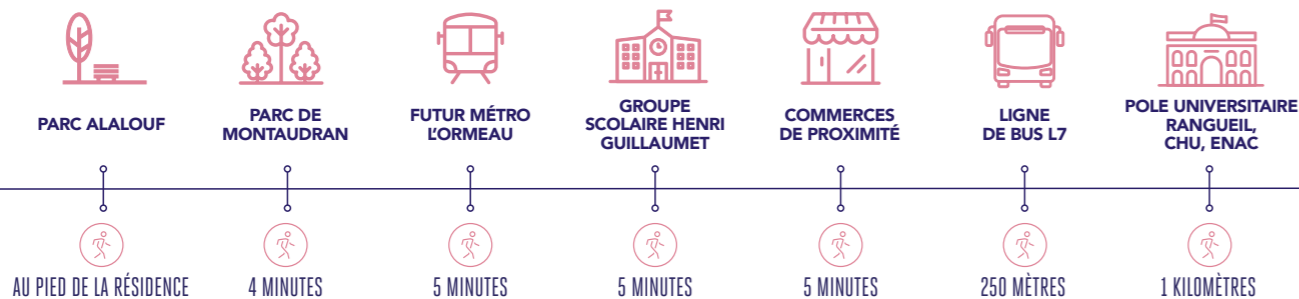 PARC ALALOUF
AU PIED DE LA RÉSIDENCE
PARC DE
MONTAUDRAN
4 MINUTES
FUTUR MÉTRO
L'ORMEAU
5 MINUTES
GROUPE
SCOLAIRE HENRI
GUILLAUMET
5 MINUTES
COMMERCES
DE PROXIMITÉ
5 MINUTES
LIGNE
DE BUS L7
250 MÈTRES
POLE UNIVERSITAIRE
RANGUEIL,
CHU, ENAC
1 KILOMÈTRES